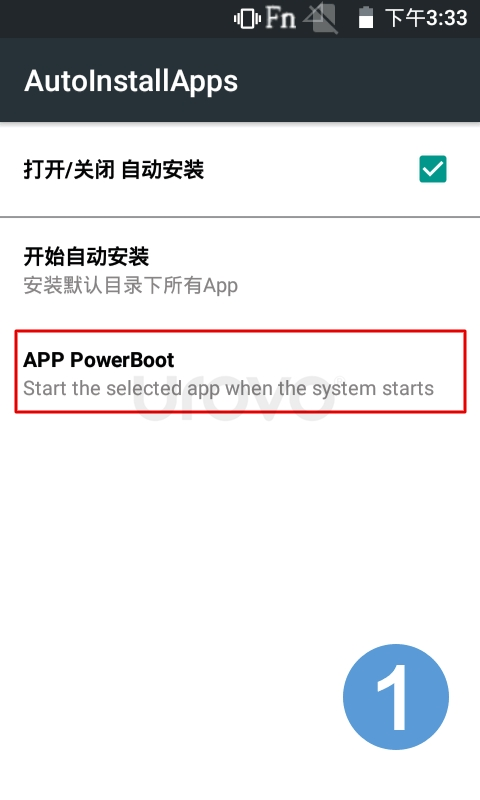 Fn 下午3:33
AutoInstallApps
打开/关闭 自动安装
开始自动安装
安装默认目录下所有App
APP PowerBoot
Start the selected app when the system starts
urovo
1